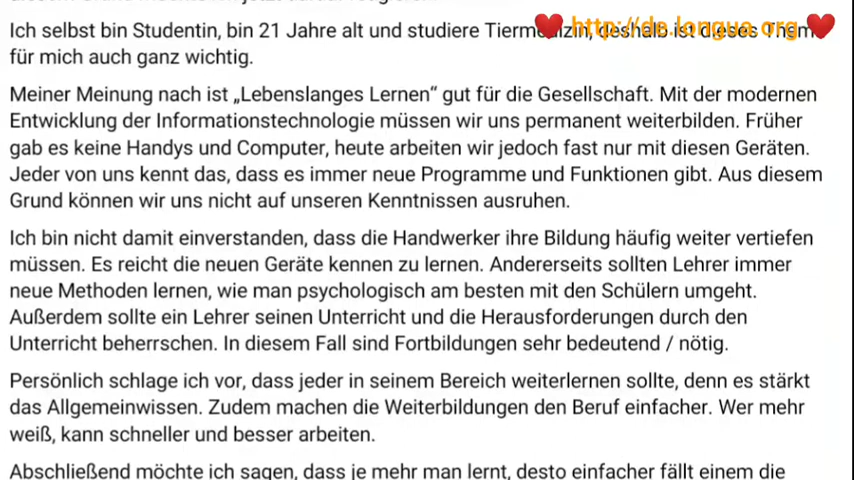 Ich selbst bin Studentin, bin 21 Jahre alt und studiere Tiermedizin, deshalb ist dieses Thema
http://de.longua.org
für mich auch ganz wichtig.
Meiner Meinung nach ist „Lebenslanges Lernen“ gut für die Gesellschaft. Mit der modernen
Entwicklung der Informationstechnologie müssen wir uns permanent weiterbilden. Früher
gab es keine Handys und Computer, heute arbeiten wir jedoch fast nur mit diesen Geräten.
Jeder von uns kennt das, dass es immer neue Programme und Funktionen gibt. Aus diesem
Grund können wir uns nicht auf unseren Kenntnissen ausruhen.
Ich bin nicht damit einverstanden, dass die Handwerker ihre Bildung häufig weiter vertiefen
müssen. Es reicht die neuen Geräte kennen zu lernen. Andererseits sollten Lehrer immer
neue Methoden lernen, wie man psychologisch am besten mit den Schülern umgeht.
Außerdem sollte ein Lehrer seinen Unterricht und die Herausforderungen durch den
Unterricht beherrschen. In diesem Fall sind Fortbildungen sehr bedeutend / nötig.
Persönlich schlage ich vor, dass jeder in seinem Bereich weiterlernen sollte, denn es stärkt
das Allgemeinwissen. Zudem machen die Weiterbildungen den Beruf einfacher. Wer mehr
weiß, kann schneller und besser arbeiten.
Abschließend möchte ich sagen, dass je mehr man lernt, desto einfacher fällt einem die